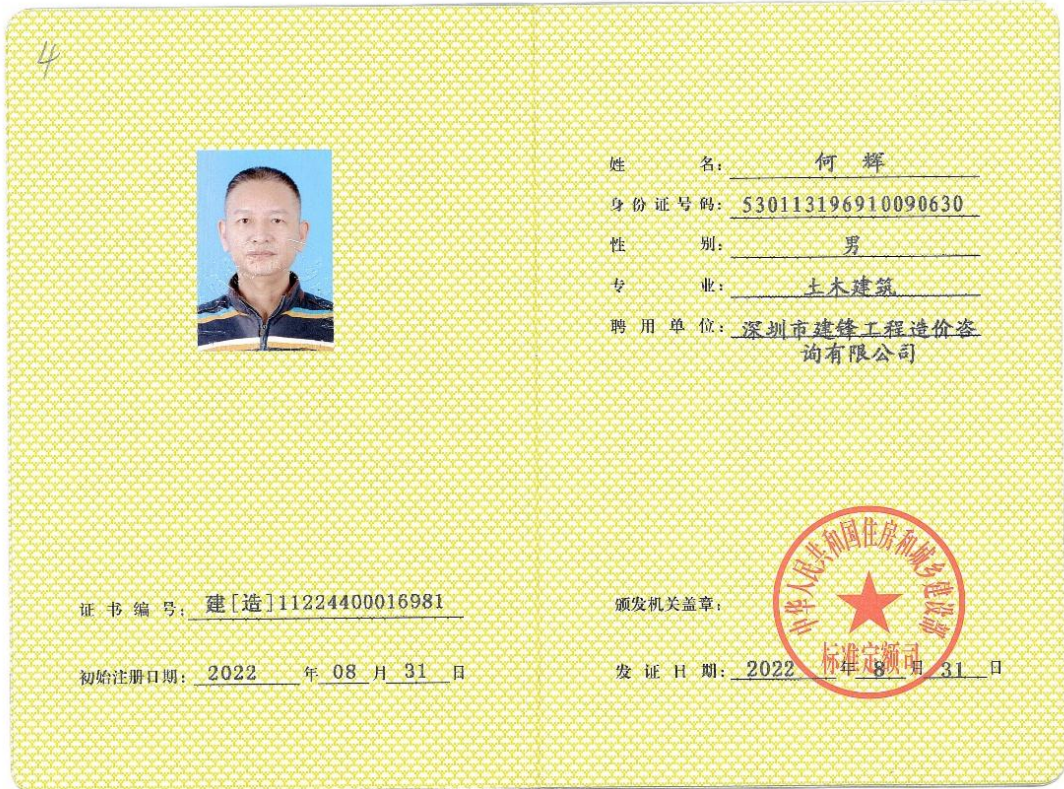 4
姓 名: 何 辉
身份证号码: 530113196910090630
性 别: 男
专 业: 土木建筑
聘用单位: 深圳市建锋工程造价咨
询有限公司
证书编号: 建[造]11224400016981
初始注册日期: 2022 年 08 月 31 日
颁发机关盖章:
中华人民共和国住房和城乡建设部
标准定额司
发证日期: 2022 年 8 月 31 日